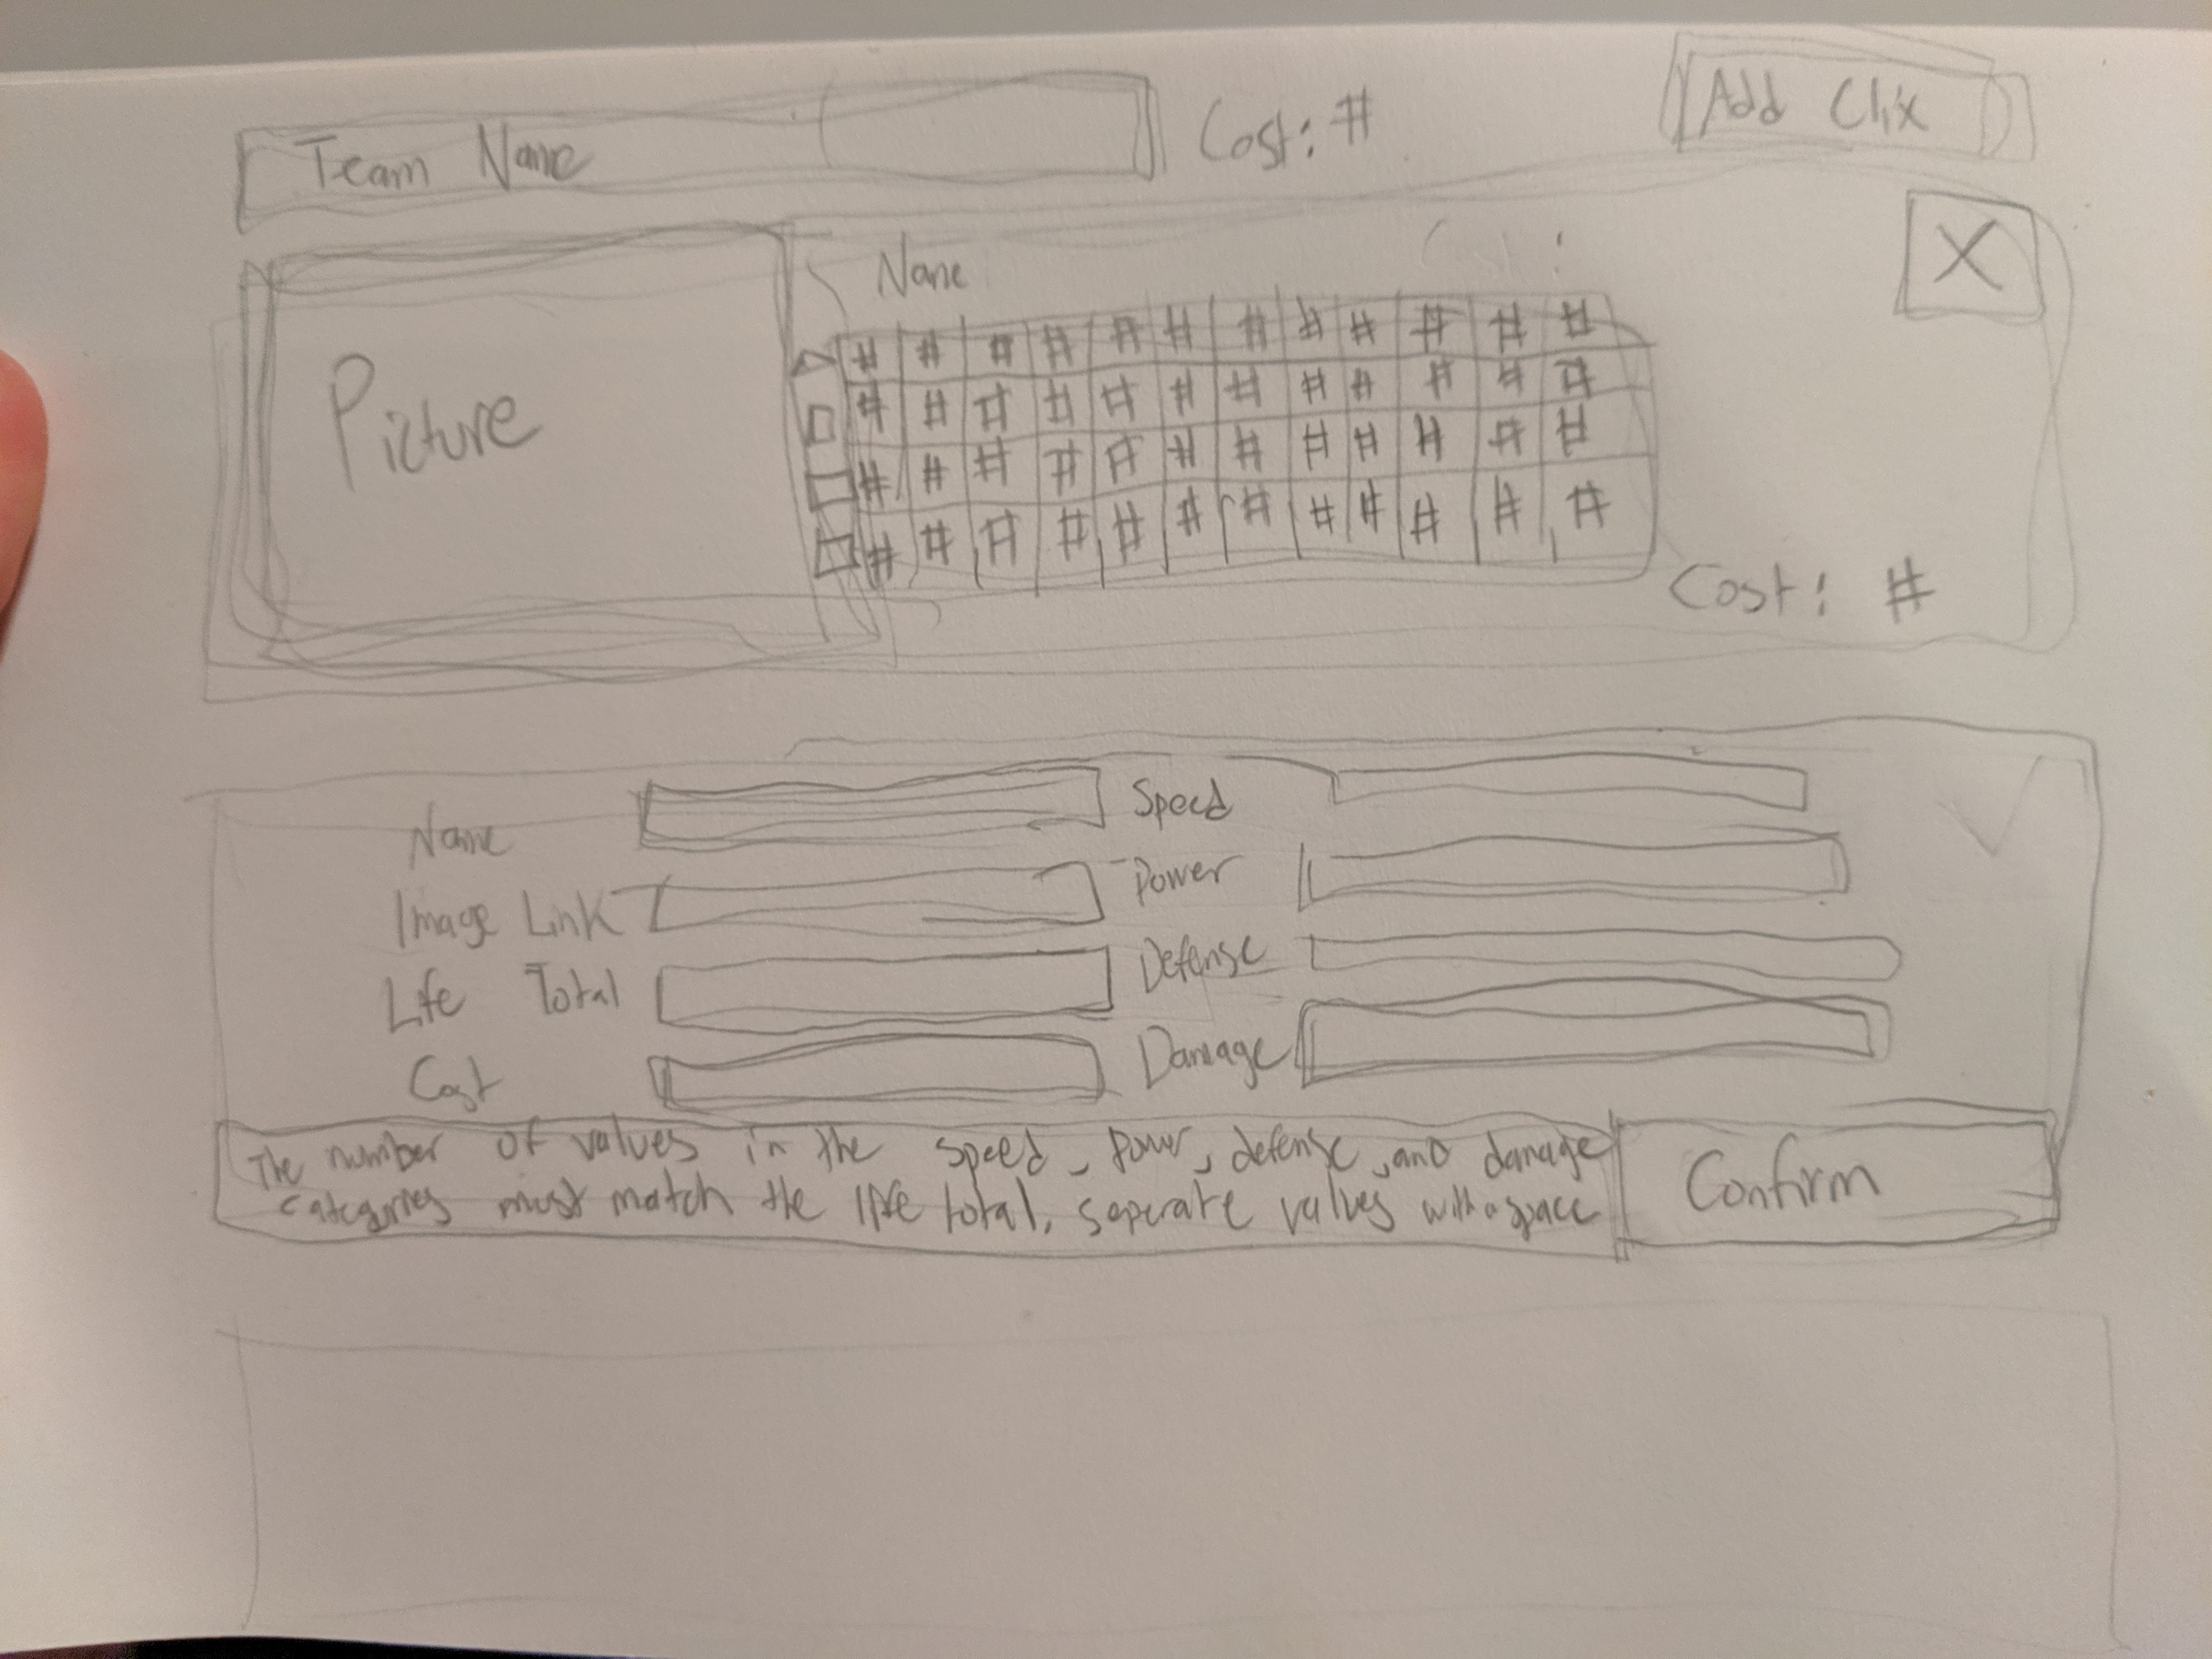 Team Name Cost: # Add Clix
Name Cost: X
Picture
# # # # # # # # # # # #
# # # # # # # # # # # #
# # # # # # # # # # # #
# # # # # # # # # # # #
Cost: #
Name Speed
Image Link Power
Life Total Defense
Cost Damage
The number of values in the speed, power, defense, and damage
categories must match the life total, seperate values with a space
Confirm